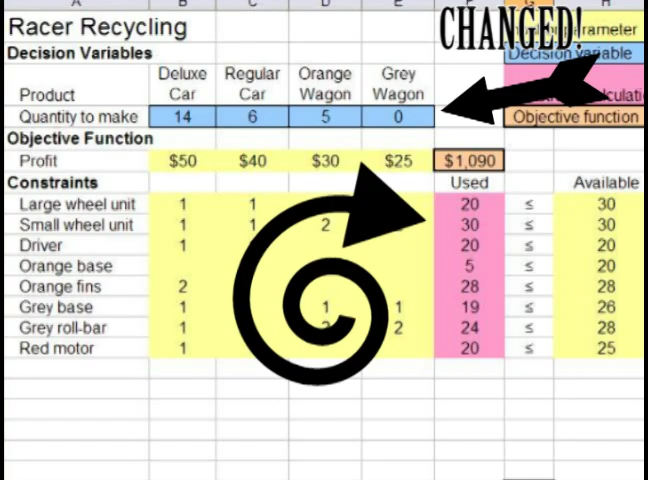 A B C D E F G H
Racer Recycling CHANGED! parameter
Decision Variables Decision variable
Deluxe Regular Orange Grey
Product Car Car Wagon Wagon
Quantity to make 14 6 5 0 Objective function
Objective Function
Profit $50 $40 $30 $25 $1,090
Constraints Used Available
Large wheel unit 1 1 20 ≤ 30
Small wheel unit 1 1 2 30 ≤ 30
Driver 1 20 ≤ 20
Orange base 5 ≤ 20
Orange fins 2 28 ≤ 28
Grey base 1 1 1 19 ≤ 26
Grey roll-bar 1 2 24 ≤ 28
Red motor 1 20 ≤ 25